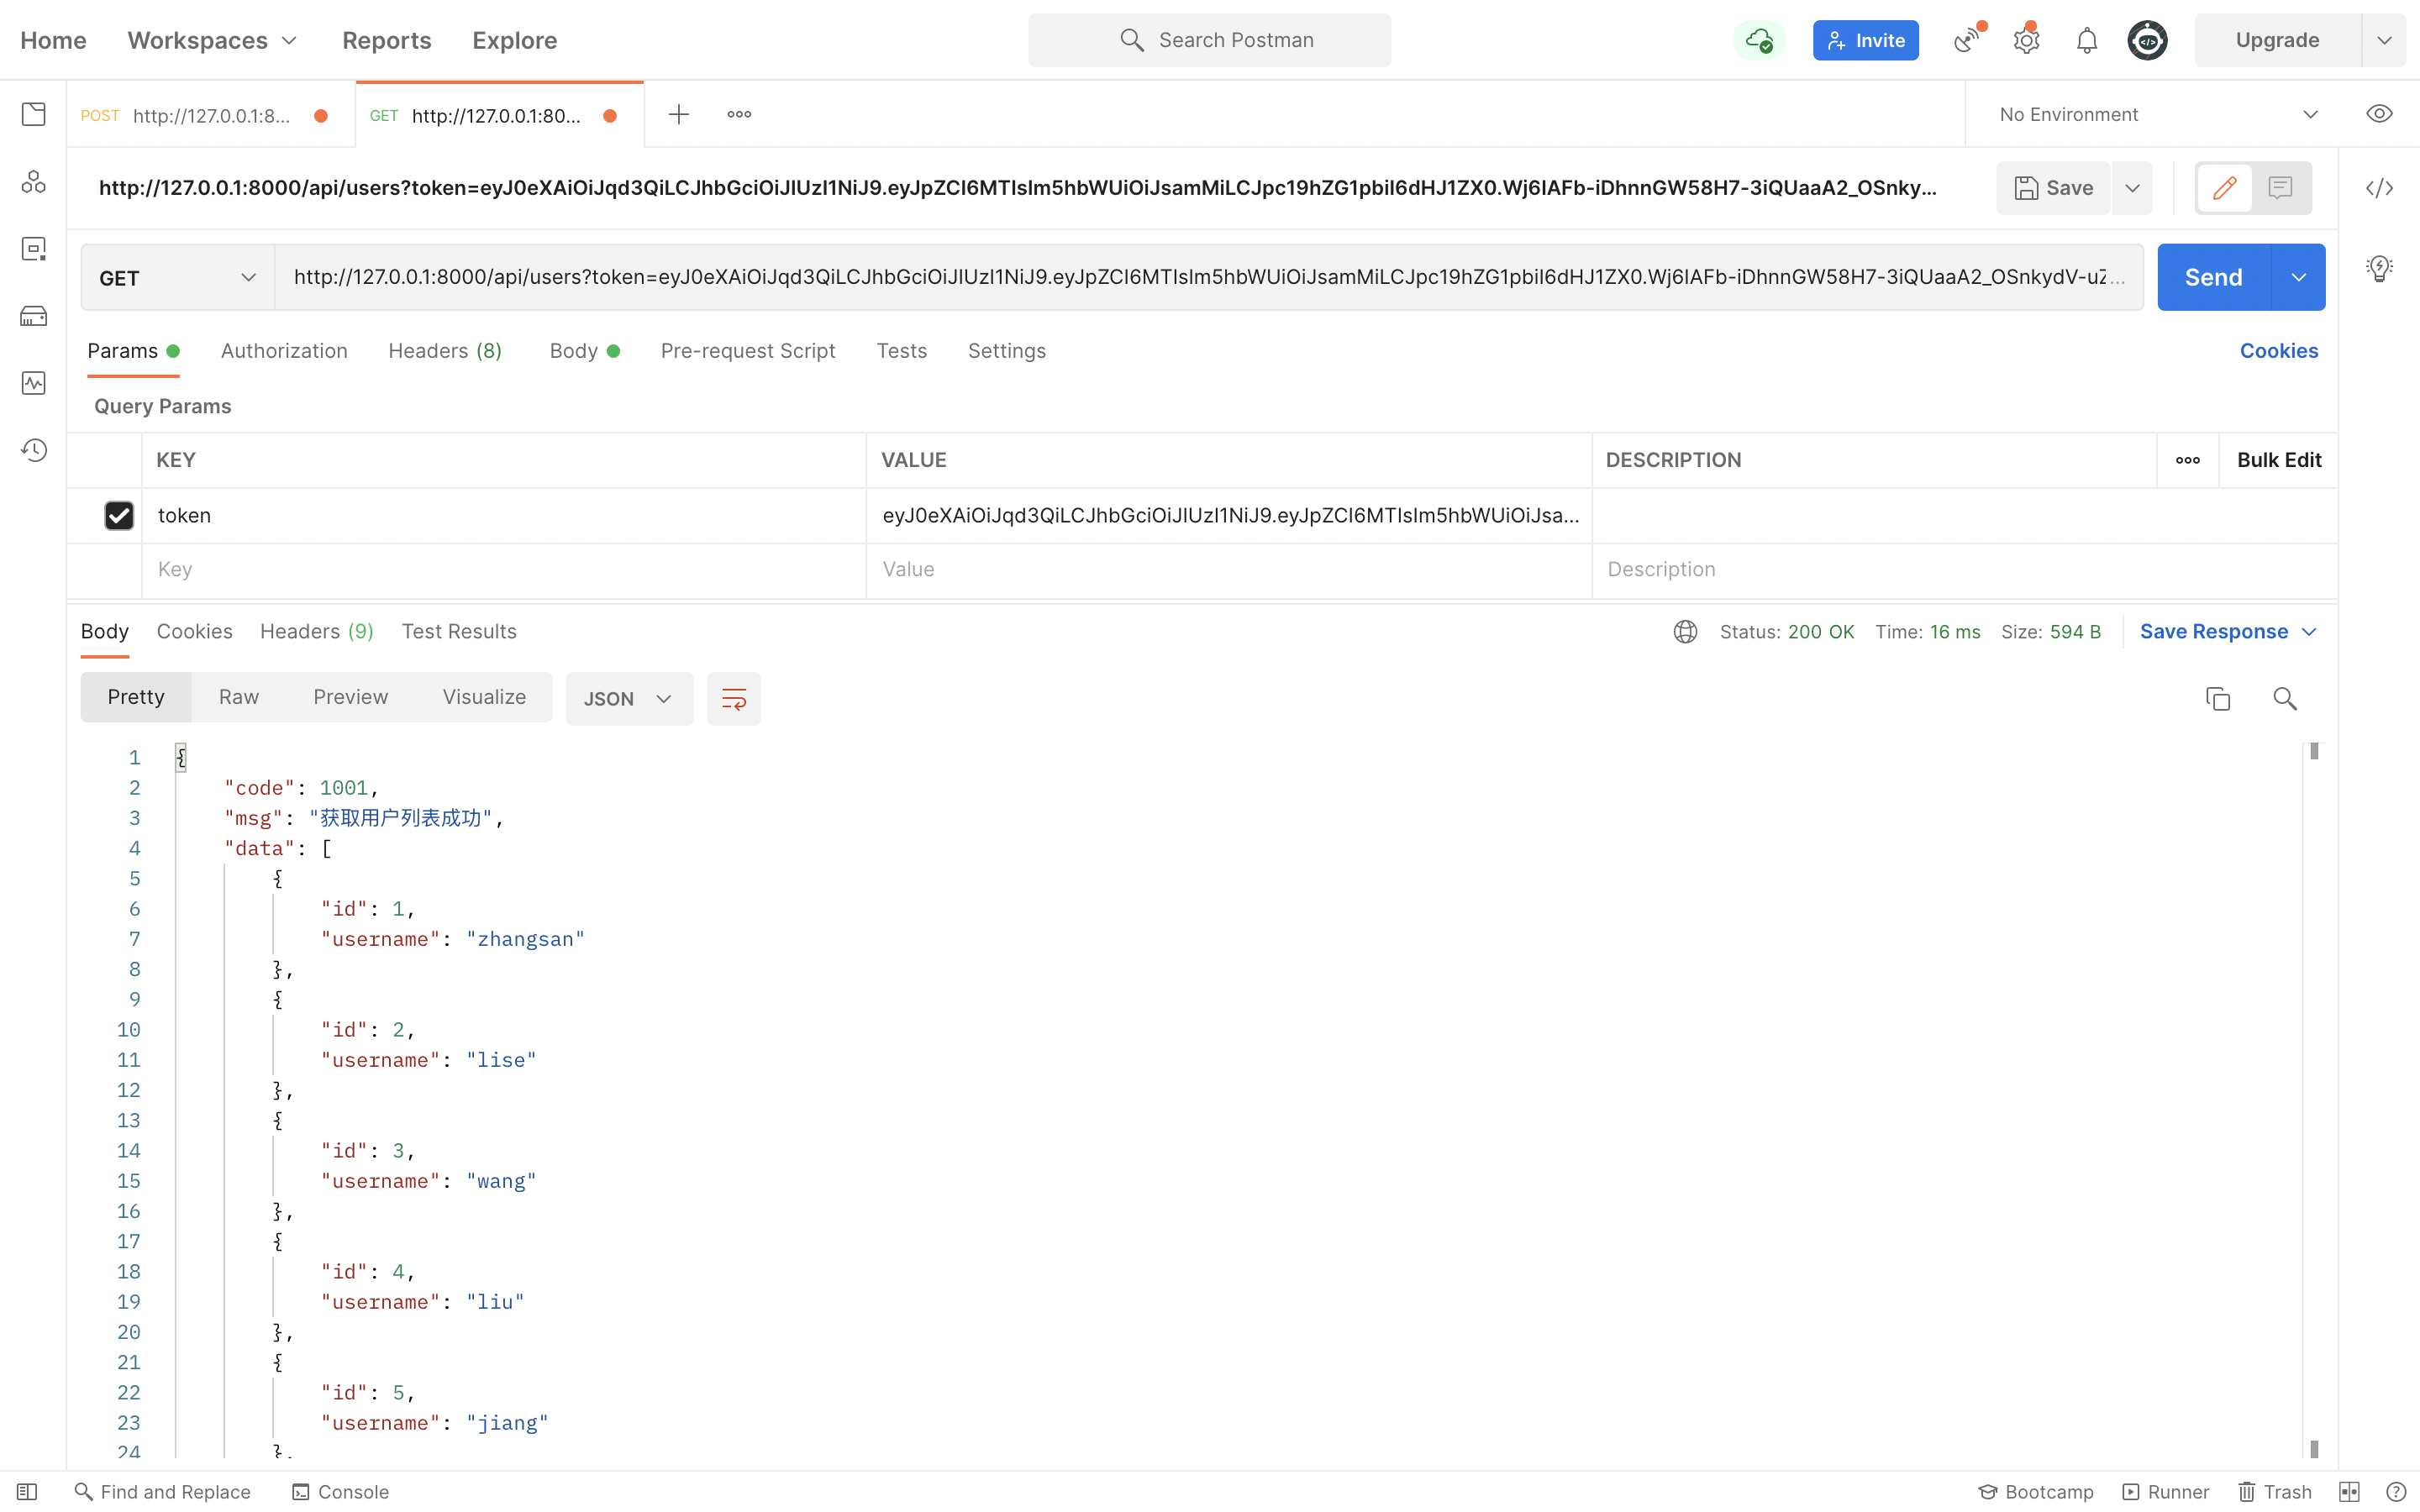 Home Workspaces Reports Explore Search Postman Invite Upgrade
POST http://127.0.0.1:8... GET http://127.0.0.1:80... No Environment
http://127.0.0.1:8000/api/users?token=eyJ0eXAiOiJqd3QiLCJhbGciOiJIUzI1NiJ9.eyJpZCI6MTIsIm5hbWUiOiJsamMiLCJpc19hZG1pbiI6dHJ1ZX0.Wj6IAFb-iDhnnGW58H7-3iQUaaA2_OSnky... Save
GET http://127.0.0.1:8000/api/users?token=eyJ0eXAiOiJqd3QiLCJhbGciOiJIUzI1NiJ9.eyJpZCI6MTIsIm5hbWUiOiJsamMiLCJpc19hZG1pbiI6dHJ1ZX0.Wj6IAFb-iDhnnGW58H7-3iQUaaA2_OSnkydV-uz... Send
Params Authorization Headers (8) Body Pre-request Script Tests Settings Cookies
Query Params
KEY VALUE DESCRIPTION Bulk Edit
token eyJ0eXAiOiJqd3QiLCJhbGciOiJIUzI1NiJ9.eyJpZCI6MTIsIm5hbWUiOiJsa...
Key Value Description
Body Cookies Headers (9) Test Results Status: 200 OK Time: 16 ms Size: 594 B Save Response
Pretty Raw Preview Visualize JSON
1 {
2 "code": 1001,
3 "msg": "获取用户列表成功",
4 "data": [
5 {
6 "id": 1,
7 "username": "zhangsan"
8 },
9 {
10 "id": 2,
11 "username": "lise"
12 },
13 {
14 "id": 3,
15 "username": "wang"
16 },
17 {
18 "id": 4,
19 "username": "liu"
20 },
21 {
22 "id": 5,
23 "username": "jiang"
24 },
Find and Replace Console Bootcamp Runner Trash